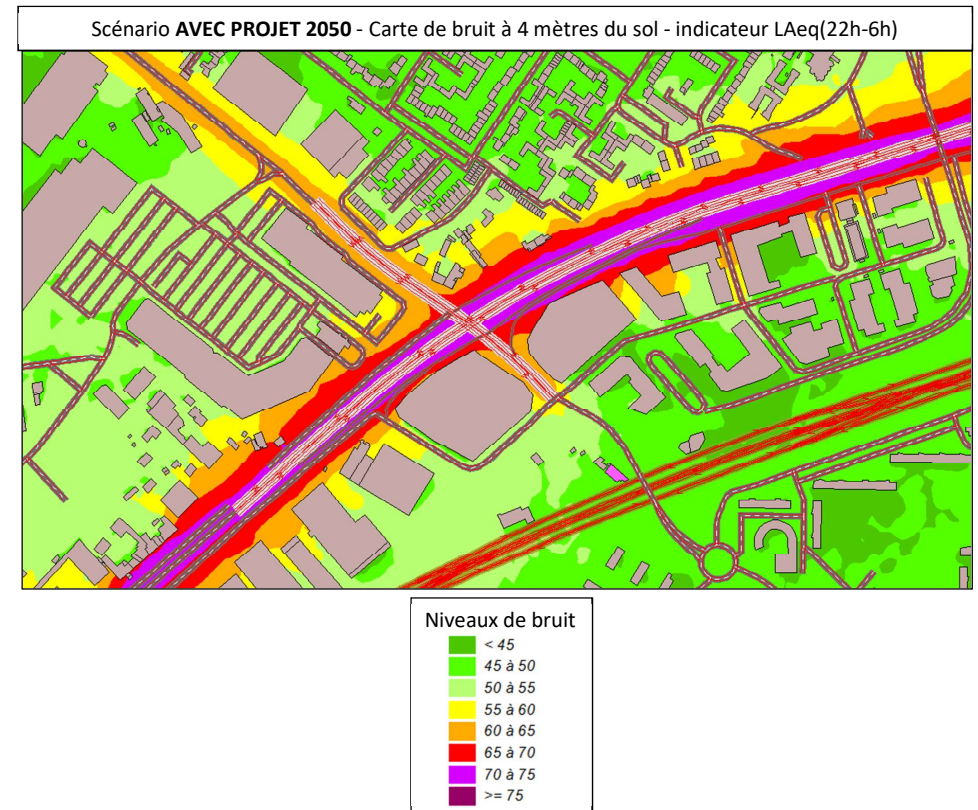 Scénario AVEC PROJET 2050 - Carte de bruit à 4 mètres du sol - indicateur LAeq(22h-6h)
Niveaux de bruit
< 45
45 à 50
50 à 55
55 à 60
60 à 65
65 à 70
70 à 75
>= 75